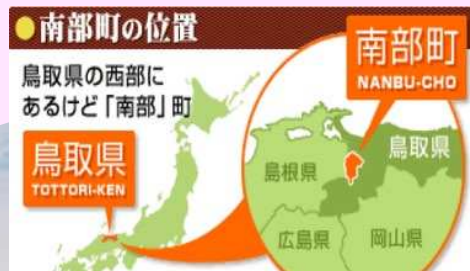 ●南部町の位置
鳥取県の西部に
あるけど「南部」町
鳥取県
TOTTORI-KEN
南部町
NANBU-CHO
島根県
鳥取県
広島県
岡山県